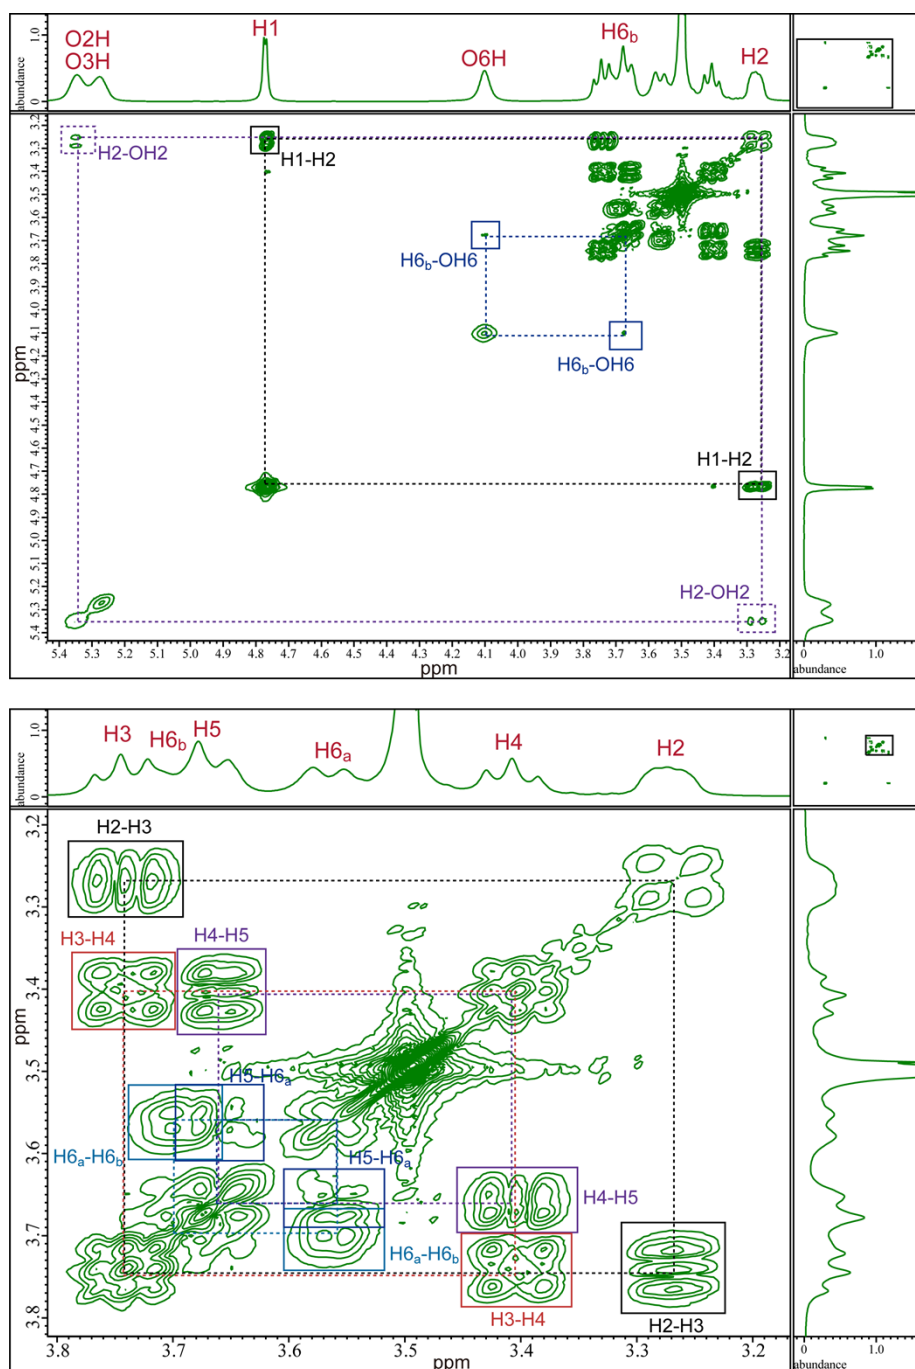 O2H
O3H
H1
O6H
H6b
H2
abundance
0 1.0
H2-OH2
H1-H2
H6b-OH6
H6b-OH6
H1-H2
H2-OH2
ppm
3.2 3.3 3.4 3.5 3.6 3.7 3.8 3.9 4.0 4.1 4.2 4.3 4.4 4.5 4.6 4.7 4.8 4.9 5.0 5.1 5.2 5.3 5.4
5.4 5.3 5.2 5.1 5.0 4.9 4.8 4.7 4.6 4.5 4.4 4.3 4.2 4.1 4.0 3.9 3.8 3.7 3.6 3.5 3.4 3.3 3.2
ppm
0 1.0
abundance
H3
H6b
H5
H6a
H4
H2
abundance
0 1.0
H2-H3
H3-H4
H4-H5
H5-H6a
H6a-H6b
H5-H6a
H4-H5
H6a-H6b
H3-H4
H2-H3
ppm
3.2 3.3 3.4 3.5 3.6 3.7 3.8
3.8 3.7 3.6 3.5 3.4 3.3 3.2
ppm
0 1.0
abundance